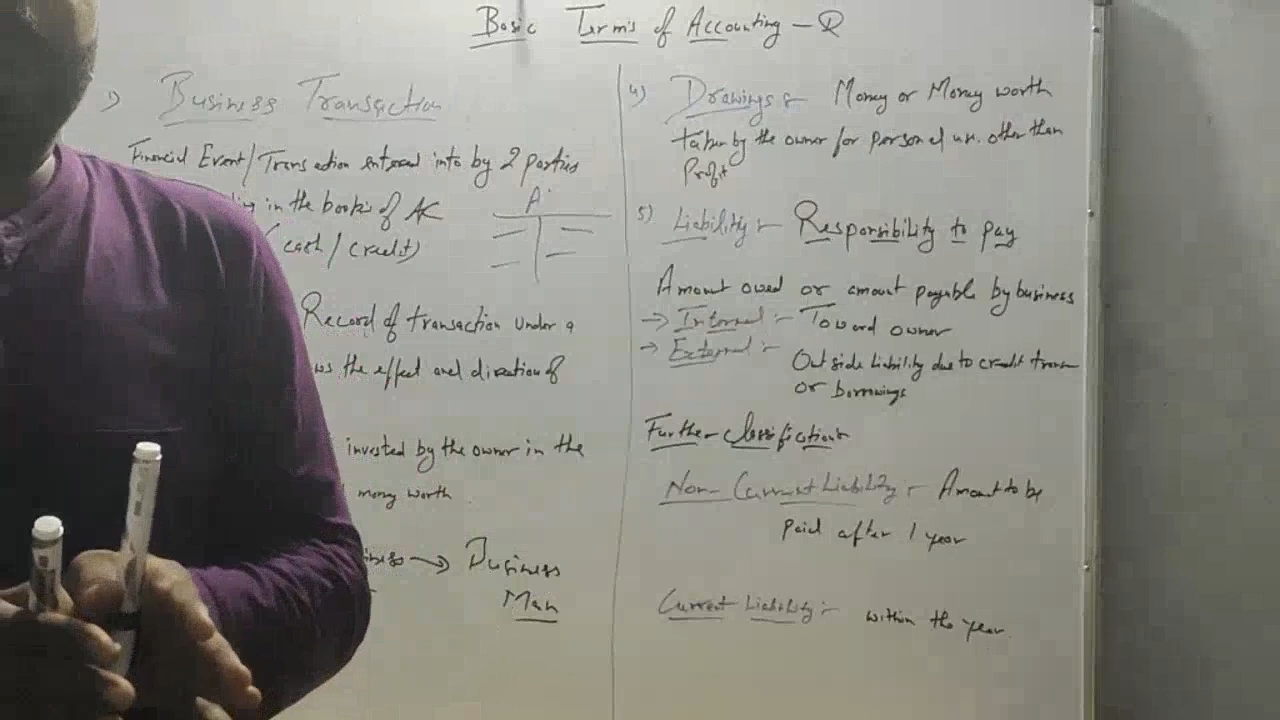 Basic Terms of Accounting - R
1) Business Transaction
Financial Event/Transaction entered into by 2 parties
in the books of A/c
(cash/credit)
A
Record of transaction under a
the effect and direction of
invested by the owner in the
money worth
→ Business
Man
4) Drawings :- Money or Money worth
taken by the owner for personal use. other than
Profit
5) Liability :- Responsibility to pay
Amount owed or amount payable by business
→ Internal :- Toward owner
→ External :- Outside liability due to credit trans
or borrowings
Further Classifications
Non-Current Liability :- Amount to be
paid after 1 year
Current Liability :- within the year.